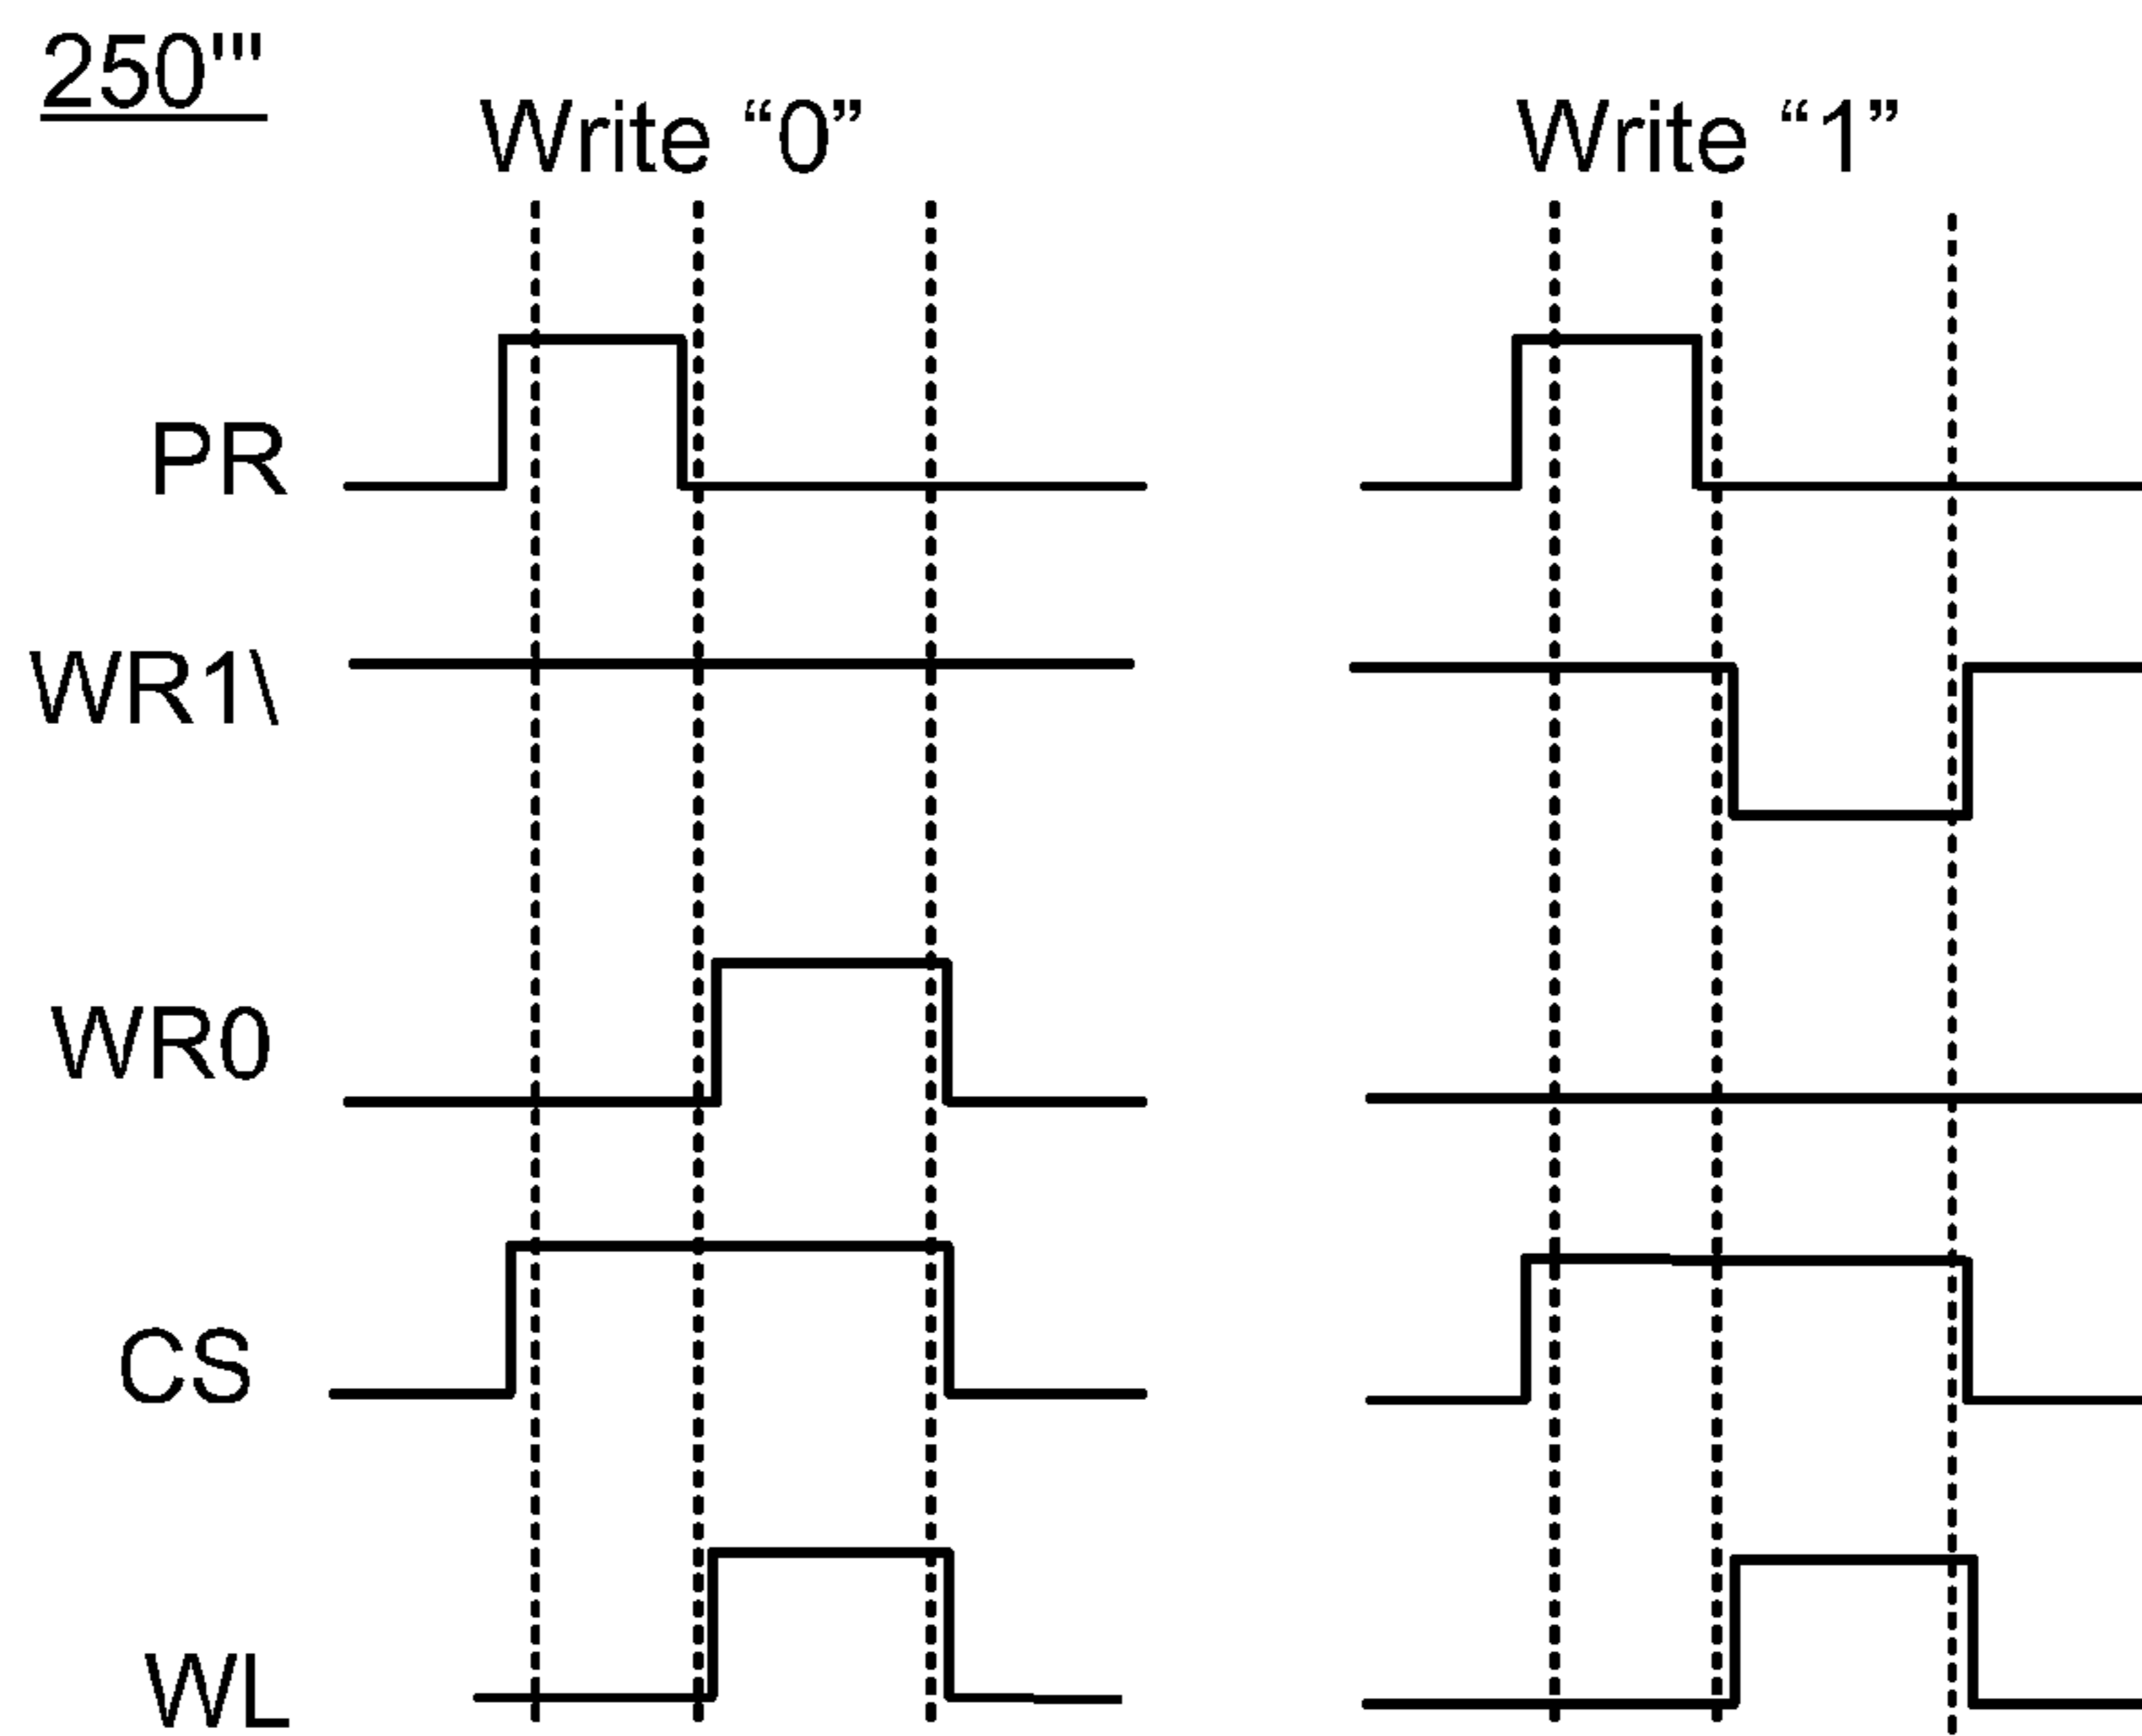 250'''
Write “0”
Write “1”
PR
WR1\
WR0
CS
WL